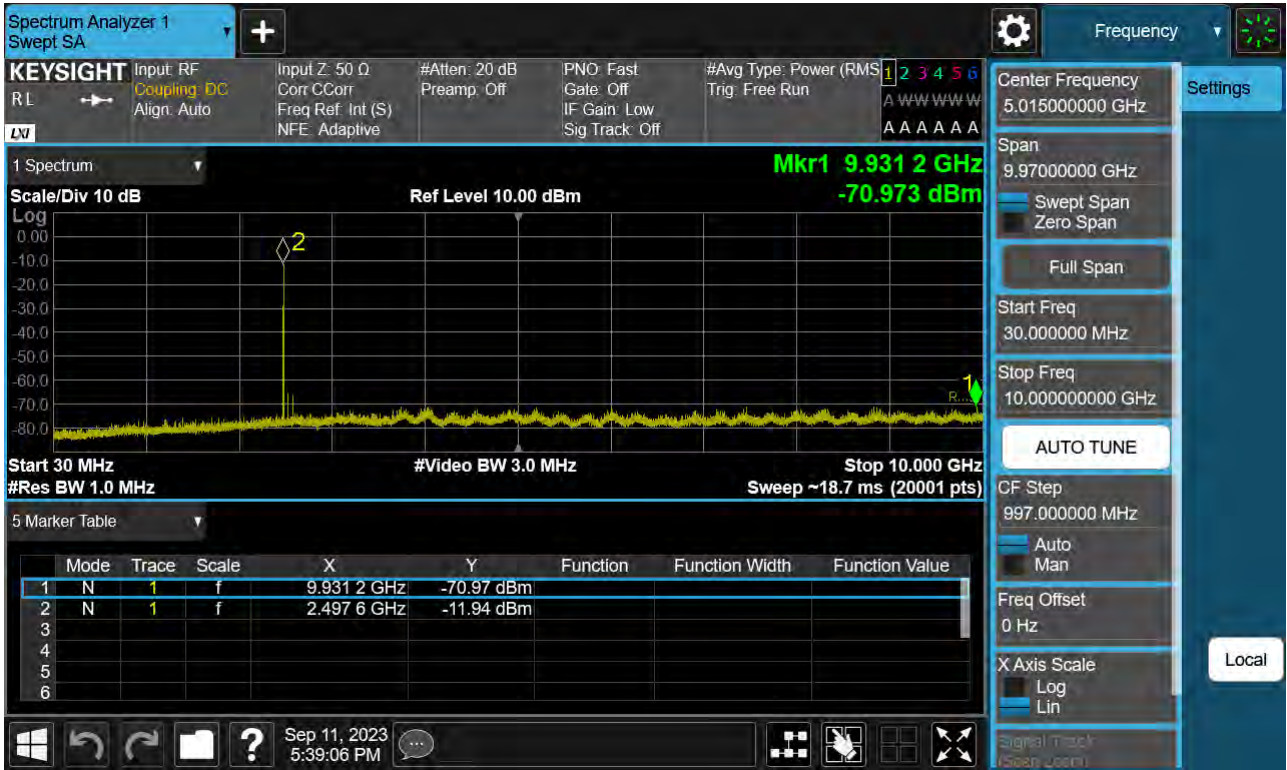 Spectrum Analyzer 1
Swept SA
Frequency
KEYSIGHT
RL
LXI
Input: RF
Coupling: DC
Align: Auto
Input Z: 50 Ω
Corr CCorr
Freq Ref: Int (S)
NFE: Adaptive
#Atten: 20 dB
Preamp: Off
PNO: Fast
Gate: Off
IF Gain: Low
Sig Track: Off
#Avg Type: Power (RMS
Trig: Free Run
1 2 3 4 5 6
A W W W W W
A A A A A A
1 Spectrum
Mkr1 9.931 2 GHz
Scale/Div 10 dB
Ref Level 10.00 dBm
-70.973 dBm
Log
0.00
-10.0
-20.0
-30.0
-40.0
-50.0
-60.0
-70.0
-80.0
2
1
Start 30 MHz
#Video BW 3.0 MHz
Stop 10.000 GHz
#Res BW 1.0 MHz
Sweep ~18.7 ms (20001 pts)
5 Marker Table
Mode Trace Scale X Y Function Function Width Function Value
1 N 1 f 9.931 2 GHz -70.97 dBm
2 N 1 f 2.497 6 GHz -11.94 dBm
3
4
5
6
Sep 11, 2023
5:39:06 PM
Center Frequency
5.015000000 GHz
Settings
Span
9.97000000 GHz
Swept Span
Zero Span
Full Span
Start Freq
30.000000 MHz
Stop Freq
10.000000000 GHz
AUTO TUNE
CF Step
997.000000 MHz
Auto
Man
Freq Offset
0 Hz
X Axis Scale
Log
Lin
Local
Signal Track
(Span Zoom)